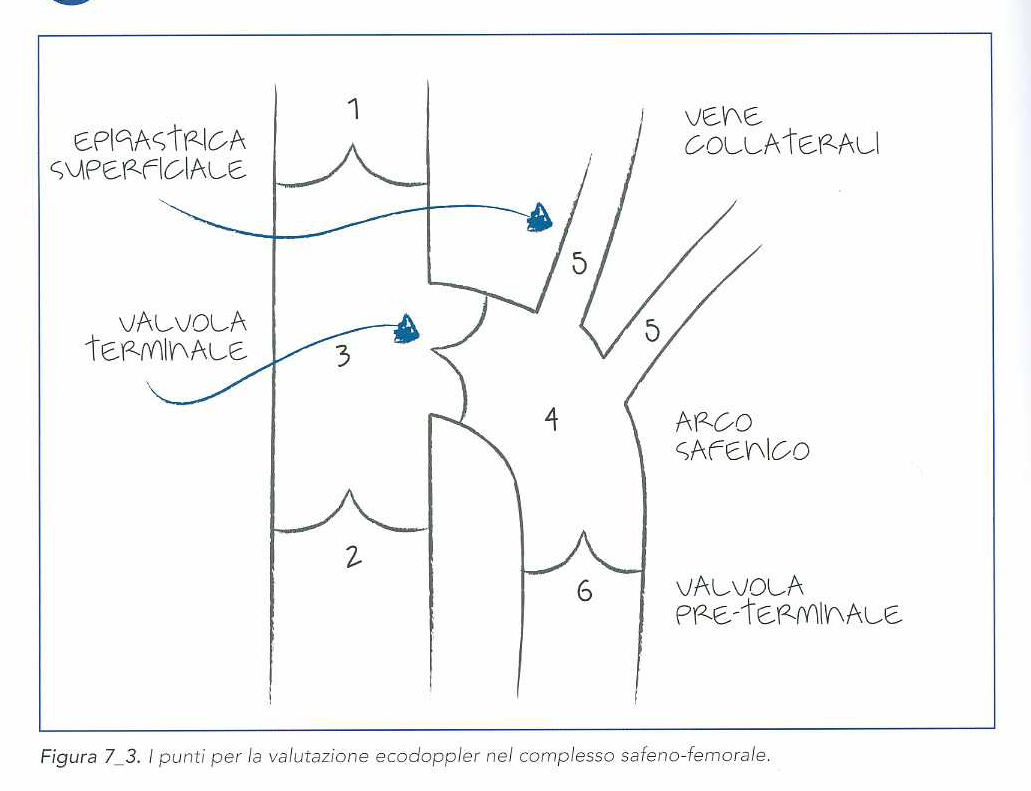 1
EPIGASTRICA
SUPERFICIALE
VENE
COLLATERALI
5
VALVOLA
TERMINALE
3
5
4
ARCO
SAFENICO
2
6
VALVOLA
PRE-TERMINALE
Figura 7_3. I punti per la valutazione ecodoppler nel complesso safeno-femorale.